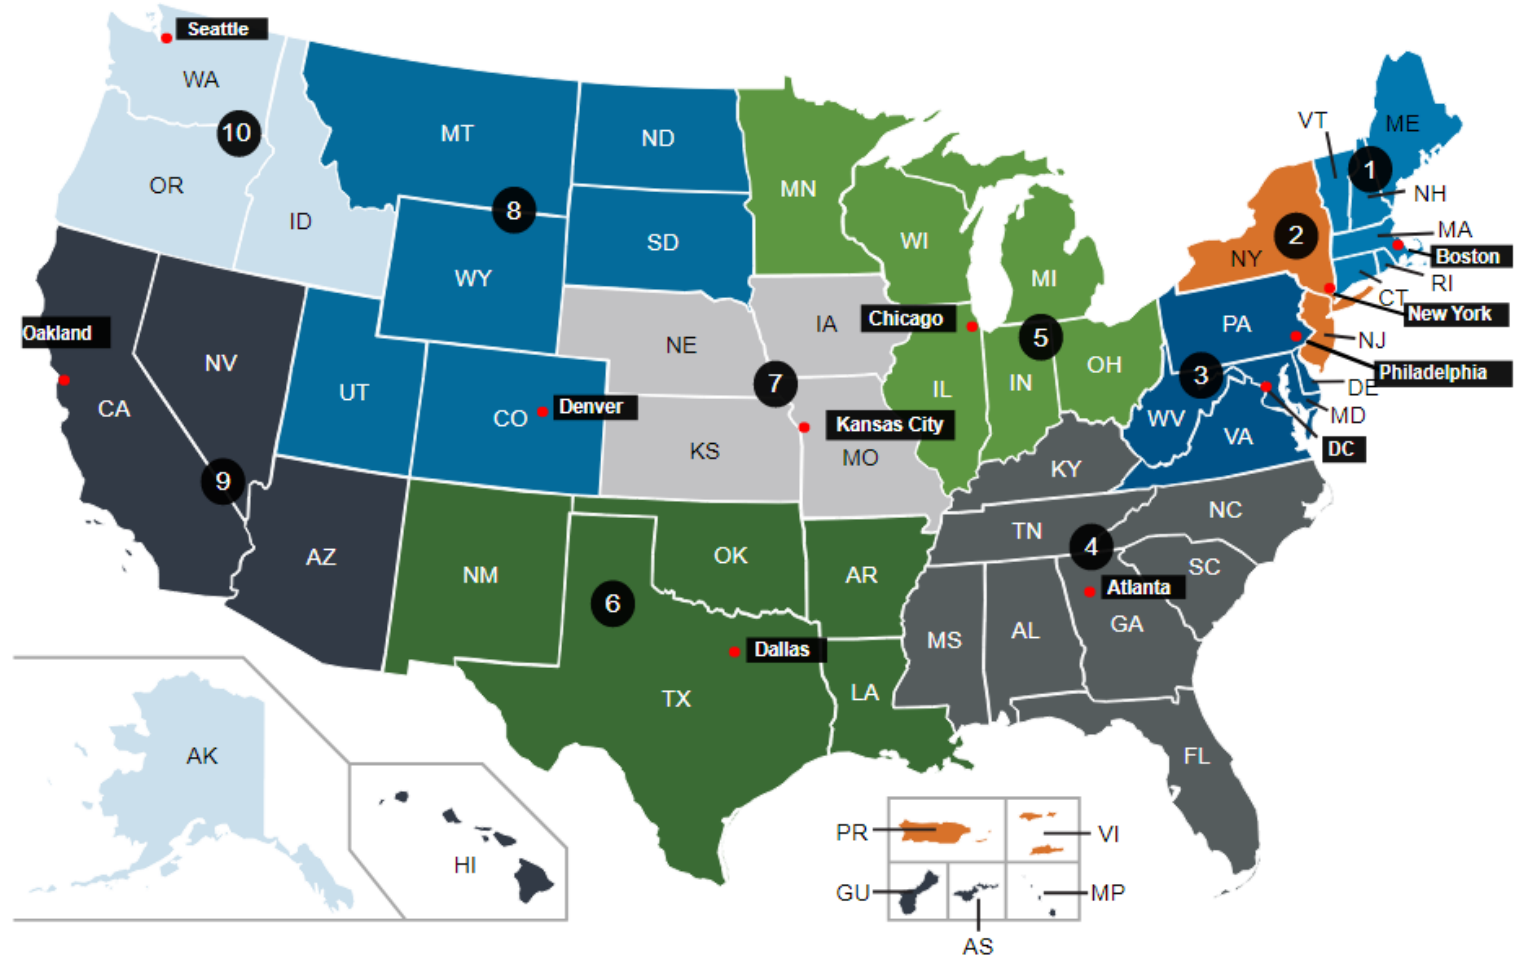 Seattle
WA
10
OR
ID
MT
ND
8
SD
WY
MN
WI
MI
VT
ME
1
NH
2
NY
MA
Boston
RI
CT
New York
Oakland
NV
CA
UT
CO
Denver
NE
IA
Chicago
5
7
KS
Kansas City
MO
IL
IN
OH
PA
NJ
3
Philadelphia
DE
MD
WV
VA
DC
KY
9
AZ
NM
OK
AR
TN
NC
4
SC
Atlanta
6
Dallas
MS
AL
GA
TX
LA
FL
AK
HI
PR
VI
GU
MP
AS